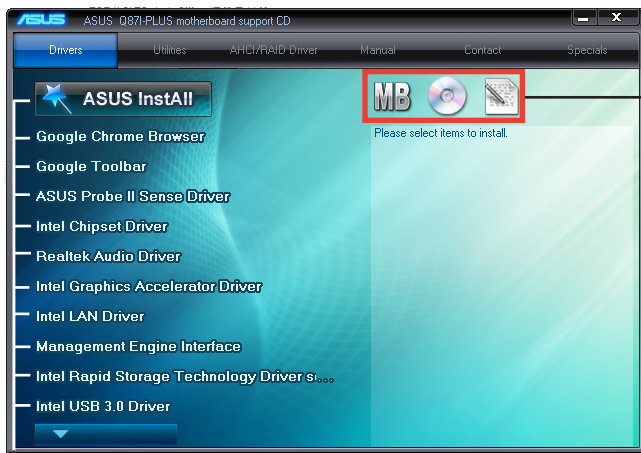 ASUS ASUS Q87I-PLUS motherboard support CD
Drivers Utilities AHCI/RAID Driver Manual Contact Specials
ASUS InstAll
MB
Please select items to install.
Google Chrome Browser
Google Toolbar
ASUS Probe II Sense Driver
Intel Chipset Driver
Realtek Audio Driver
Intel Graphics Accelerator Driver
Intel LAN Driver
Management Engine Interface
Intel Rapid Storage Technology Driver s...
Intel USB 3.0 Driver